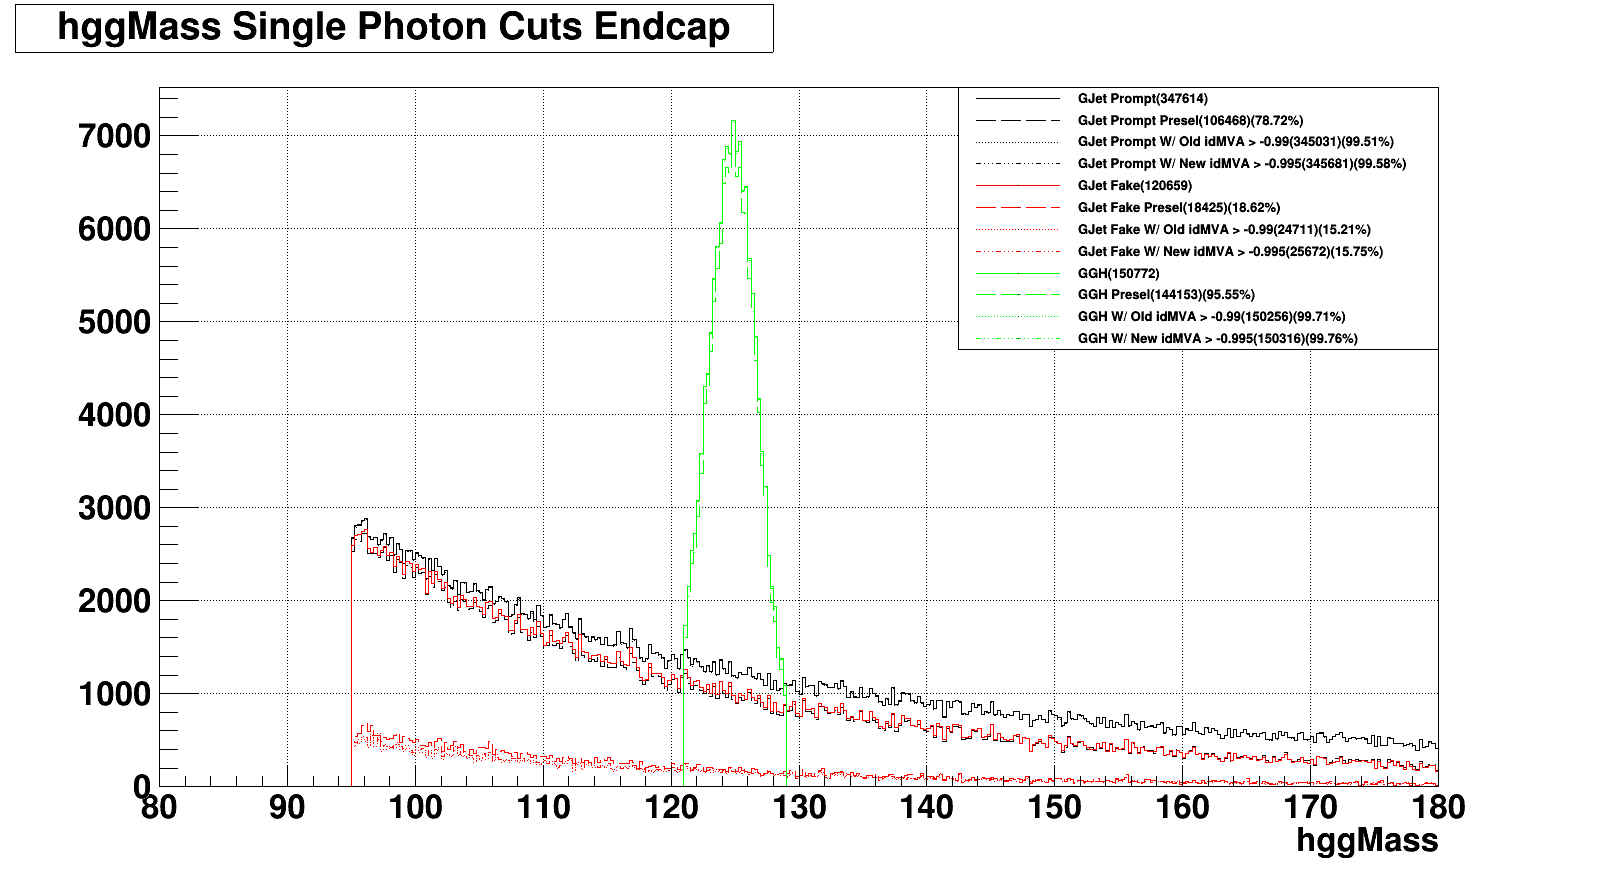 hggMass Single Photon Cuts Endcap
GJet Prompt(347614)
GJet Prompt Presel(106468)(78.72%)
GJet Prompt W/ Old idMVA > -0.99(345031)(99.51%)
GJet Prompt W/ New idMVA > -0.995(345681)(99.58%)
GJet Fake(120659)
GJet Fake Presel(18425)(18.62%)
GJet Fake W/ Old idMVA > -0.99(24711)(15.21%)
GJet Fake W/ New idMVA > -0.995(25672)(15.75%)
GGH(150772)
GGH Presel(144153)(95.55%)
GGH W/ Old idMVA > -0.99(150256)(99.71%)
GGH W/ New idMVA > -0.995(150316)(99.76%)
7000
6000
5000
4000
3000
2000
1000
0
80 90 100 110 120 130 140 150 160 170 180
hggMass